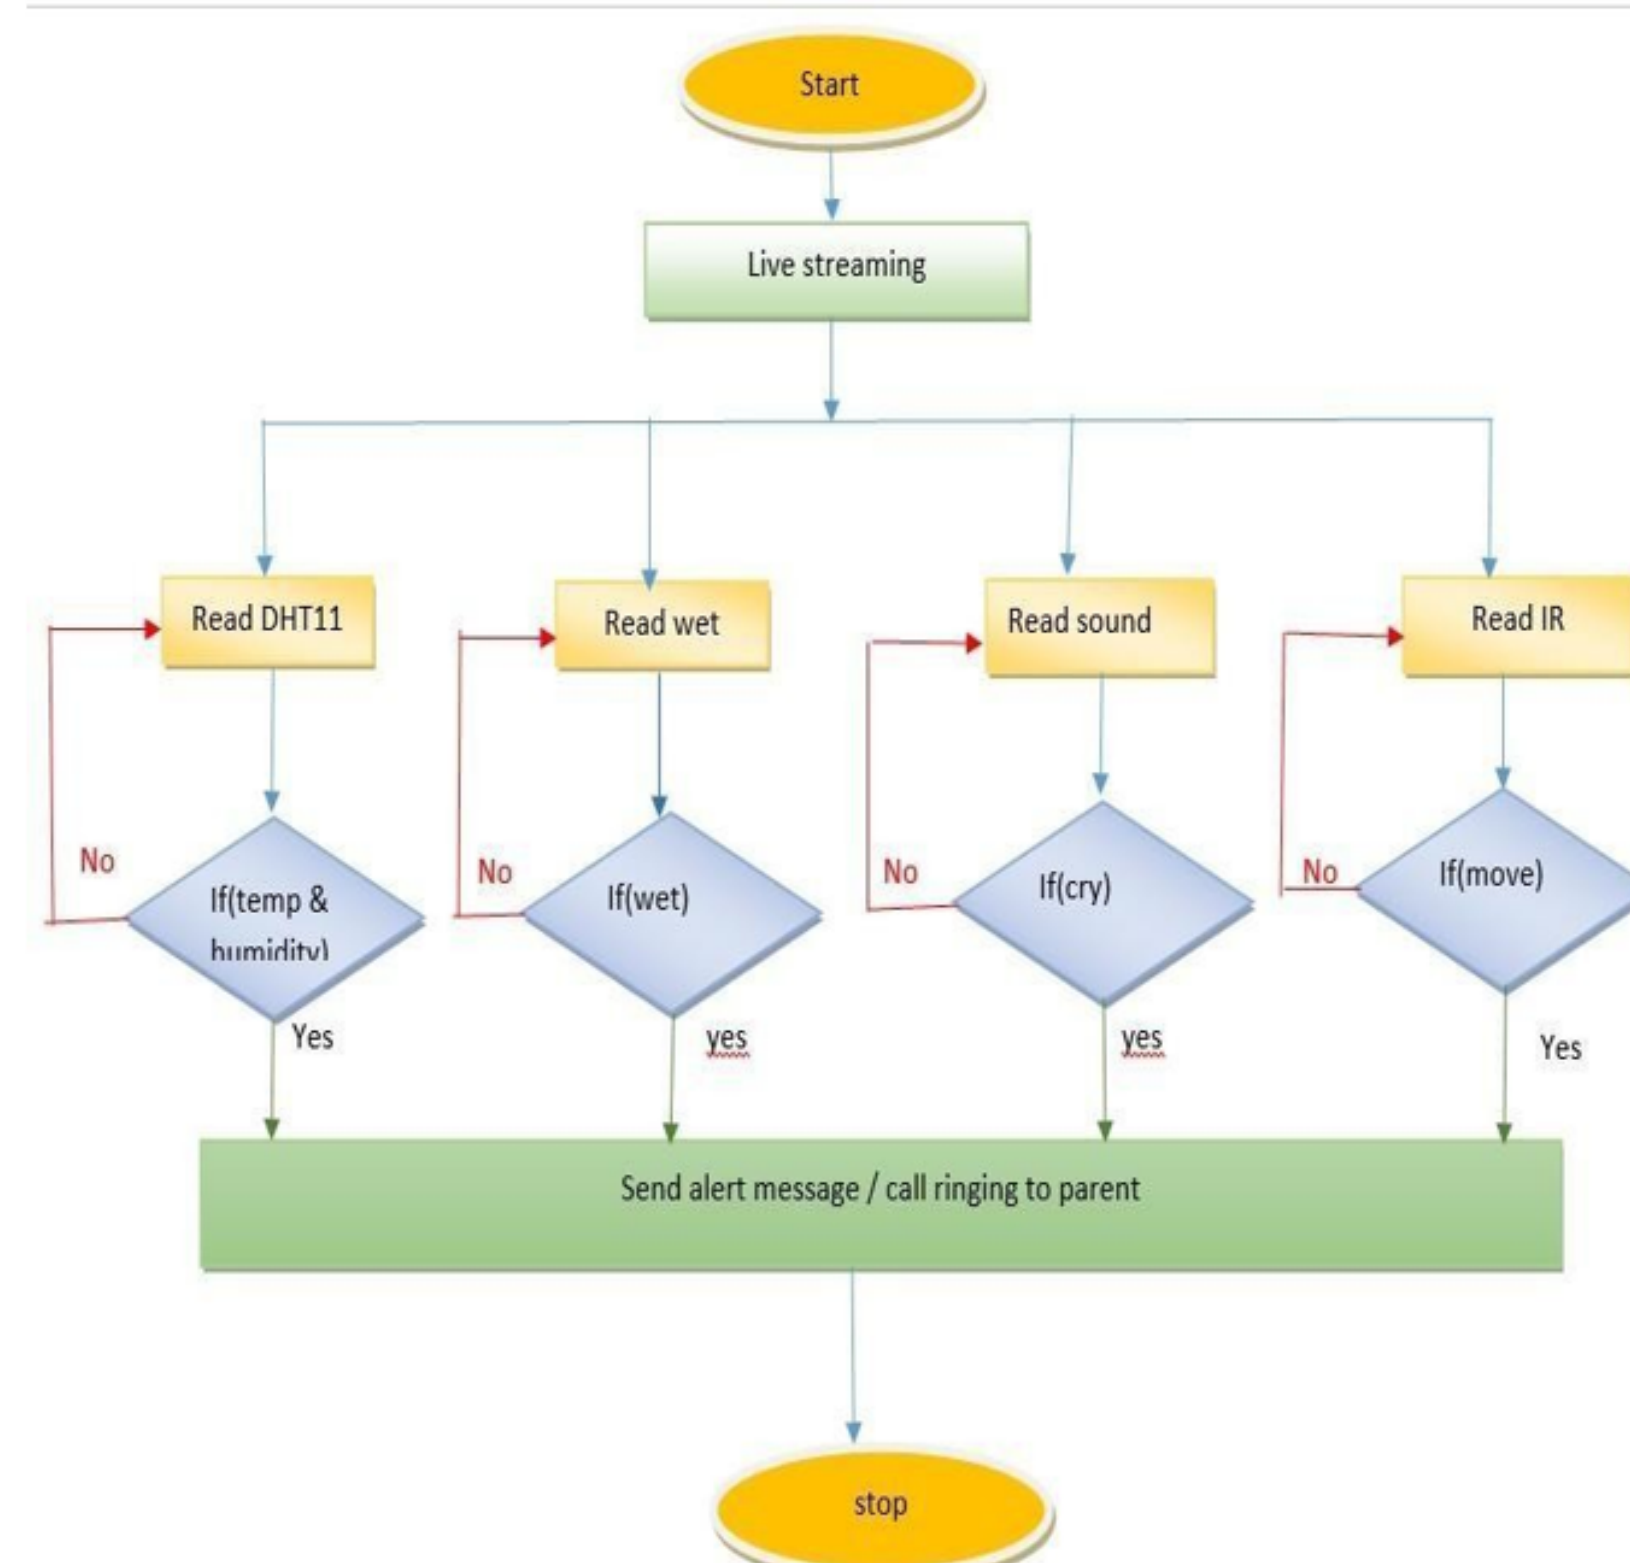 Start
Live streaming
Read DHT11
Read wet
Read sound
Read IR
No
No
No
No
If(temp &
humidity)
If(wet)
If(cry)
If(move)
Yes
yes
yes
Yes
Send alert message / call ringing to parent
stop